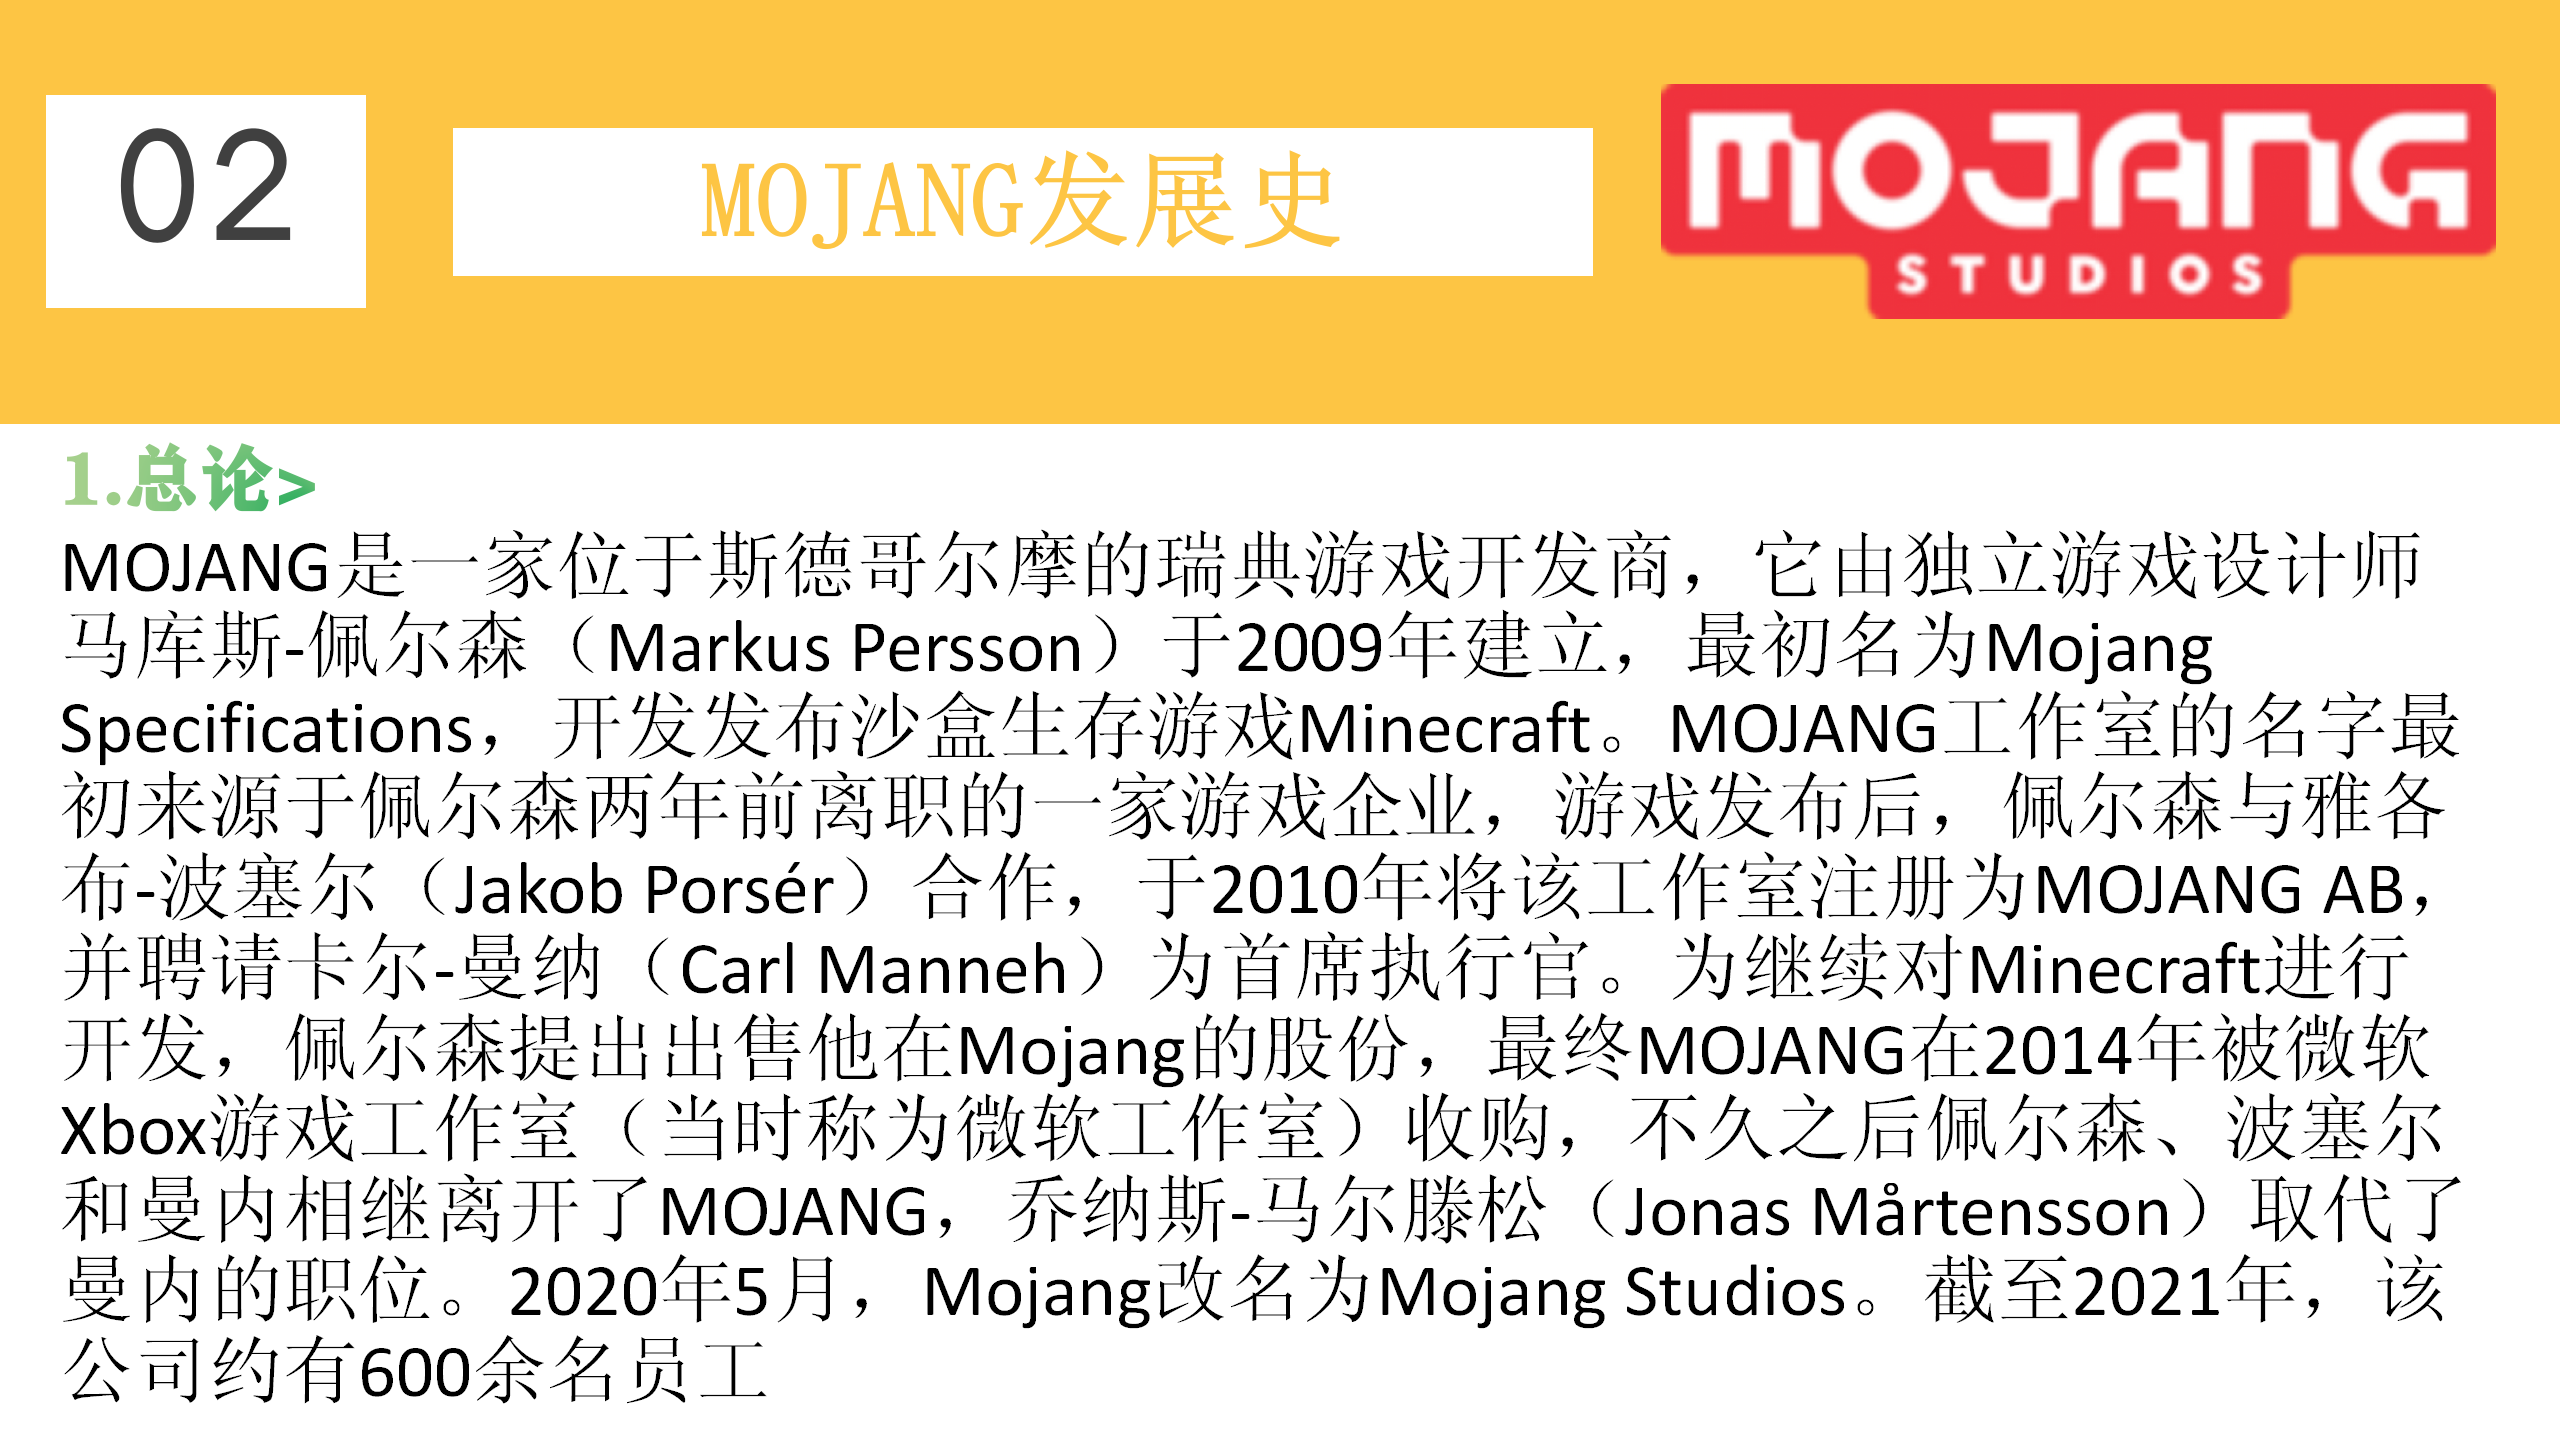 02
MOJANG发展史
MOJANG
STUDIOS
1.总论>
MOJANG是一家位于斯德哥尔摩的瑞典游戏开发商，它由独立游戏设计师
马库斯-佩尔森（Markus Persson）于2009年建立，最初名为Mojang
Specifications，开发发布沙盒生存游戏Minecraft。MOJANG工作室的名字最
初来源于佩尔森两年前离职的一家游戏企业，游戏发布后，佩尔森与雅各
布-波塞尔（Jakob Porsér）合作，于2010年将该工作室注册为MOJANG AB，
并聘请卡尔-曼纳（Carl Manneh）为首席执行官。为继续对Minecraft进行
开发，佩尔森提出出售他在Mojang的股份，最终MOJANG在2014年被微软
Xbox游戏工作室（当时称为微软工作室）收购，不久之后佩尔森、波塞尔
和曼内相继离开了MOJANG，乔纳斯-马尔滕松（Jonas Mårtensson）取代了
曼内的职位。2020年5月，Mojang改名为Mojang Studios。截至2021年，该
公司约有600余名员工